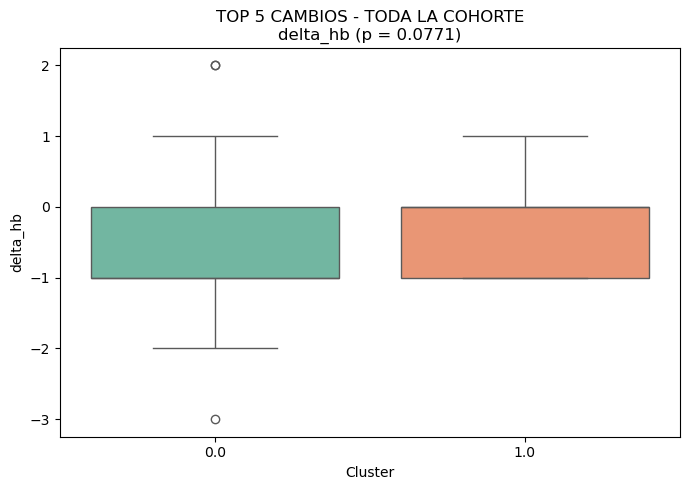 TOP 5 CAMBIOS - TODA LA COHORTE
delta_hb (p = 0.0771)
2
1
0
−1
−2
−3
delta_hb
0.0
1.0
Cluster